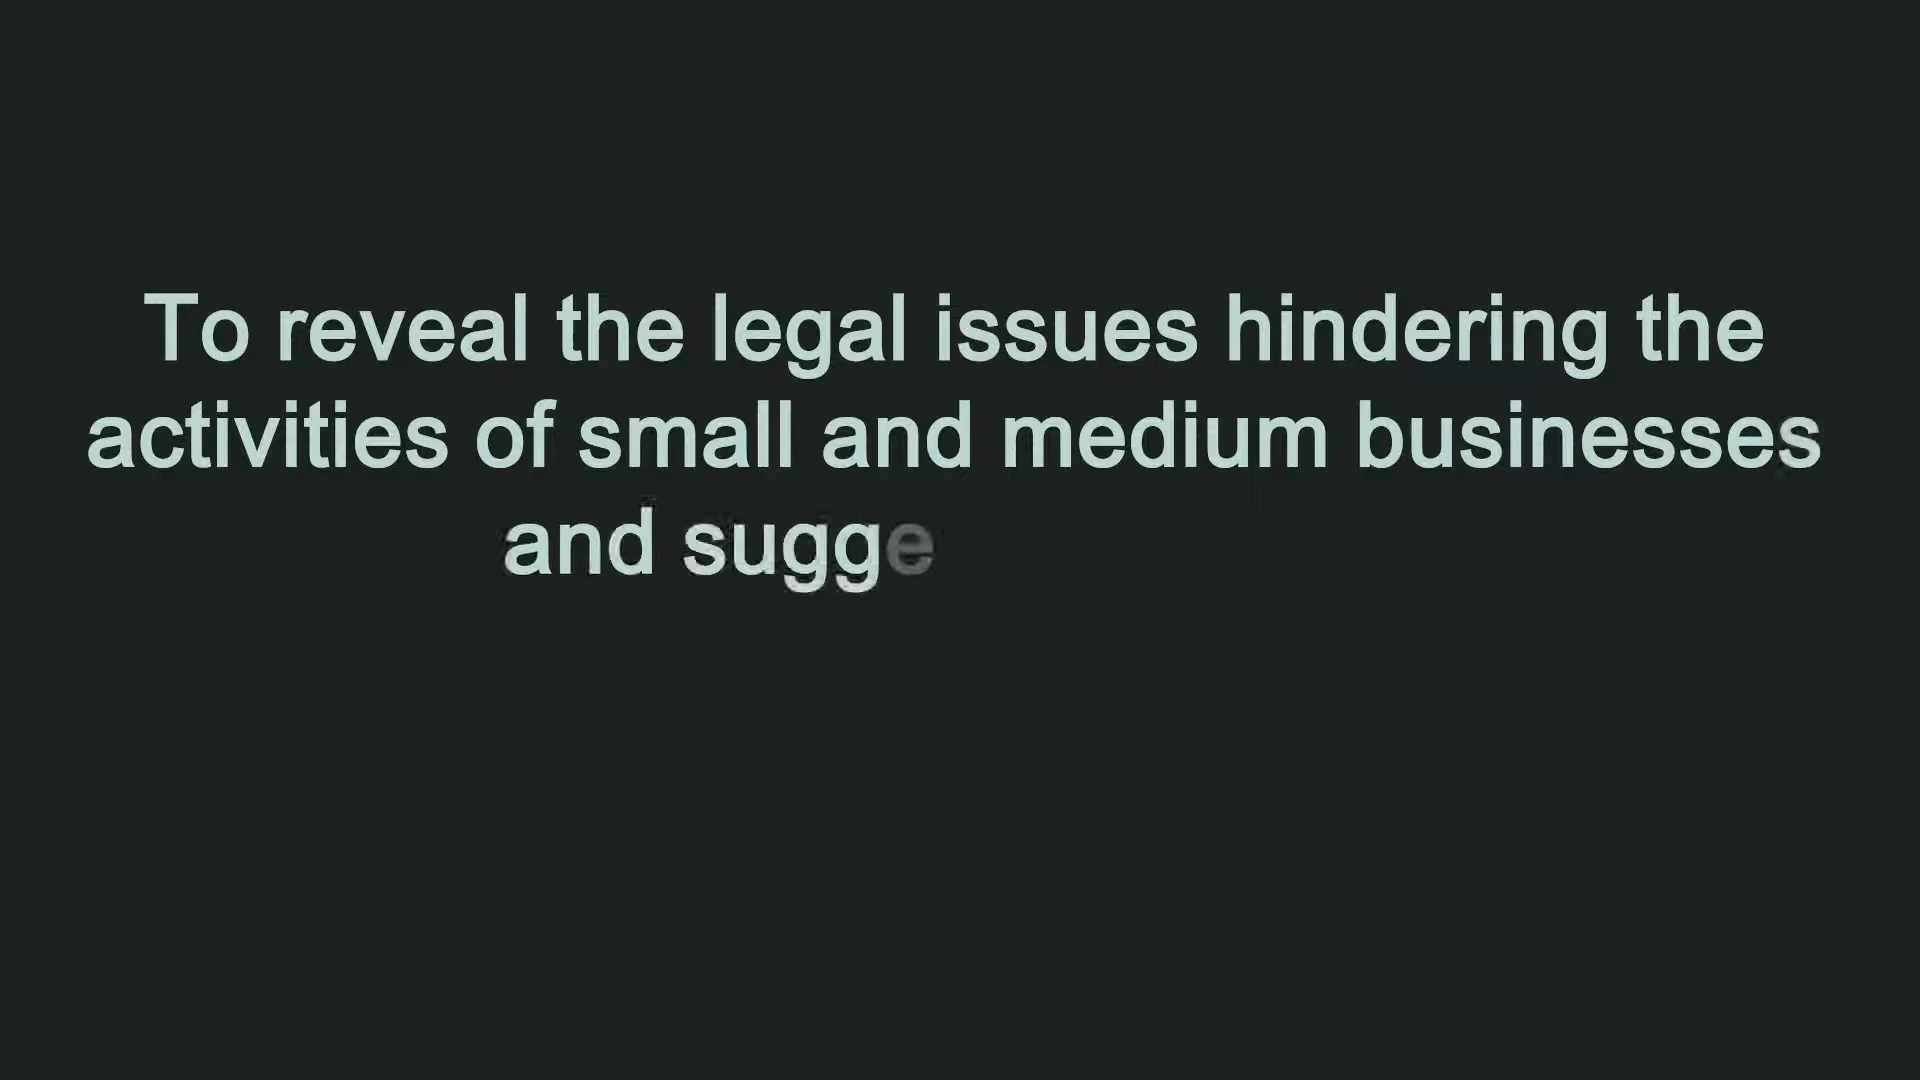 To reveal the legal issues hindering the
activities of small and medium businesses
and sugge